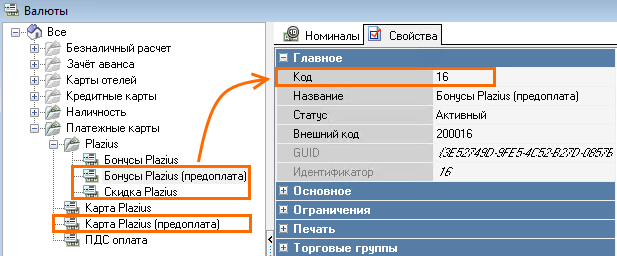 Валюты
Все
Безналичный расчет
Зачёт аванса
Карты отелей
Кредитные карты
Наличность
Платежные карты
Plazius
Бонусы Plazius
Бонусы Plazius (предоплата)
Скидка Plazius
Карта Plazius
Карта Plazius (предоплата)
ПДС оплата
Номиналы Свойства
Главное
Код 16
Название Бонусы Plazius (предоплата)
Статус Активный
Внешний код 200016
GUID {3E52749D-9FE5-4C52-B27D-0857B
Идентификатор 16
Основное
Ограничения
Печать
Торговые группы